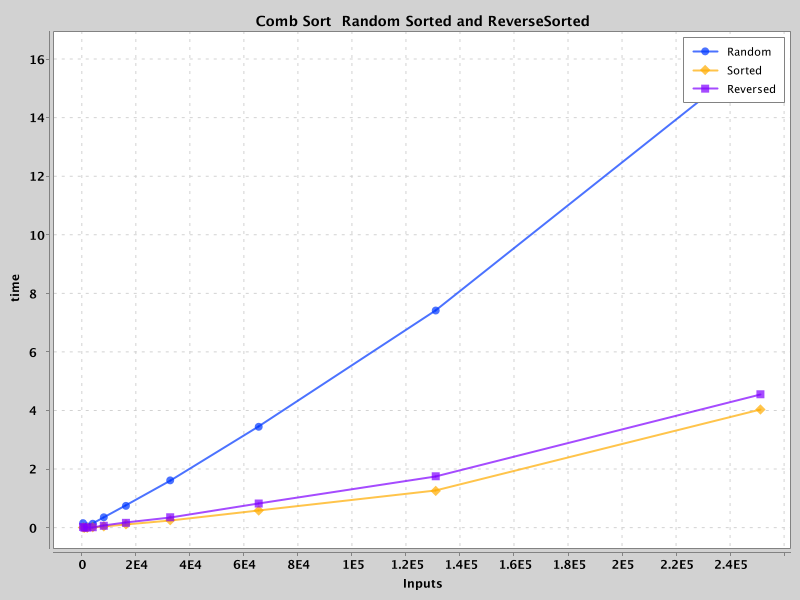 Comb Sort  Random Sorted and ReverseSorted
Random
Sorted
Reversed
16
14
12
10
8
6
4
2
0
time
0 2E4 4E4 6E4 8E4 1E5 1.2E5 1.4E5 1.6E5 1.8E5 2E5 2.2E5 2.4E5
Inputs